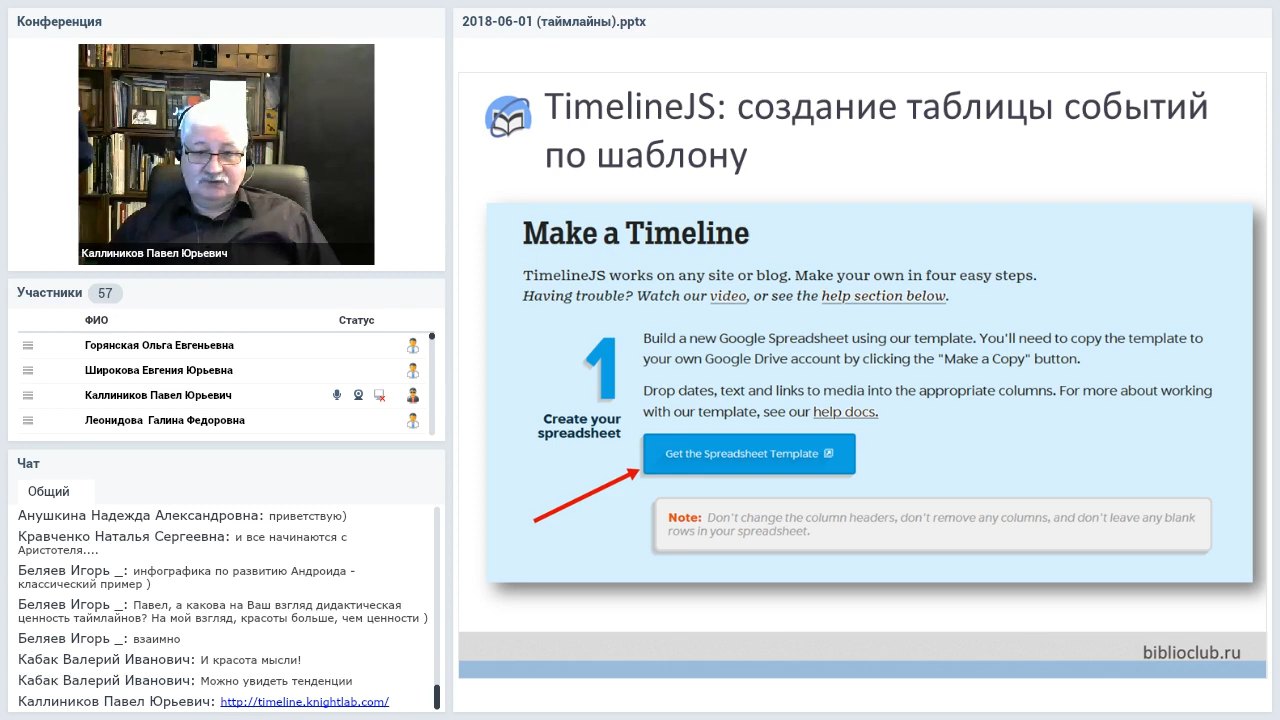 Конференция
Каллиников Павел Юрьевич
Участники 57
ФИО Статус
Горянская Ольга Евгеньевна
Широкова Евгения Юрьевна
Каллиников Павел Юрьевич
Леонидова Галина Федоровна
Чат
Общий
Анушкина Надежда Александровна: приветствую)
Кравченко Наталья Сергеевна: и все начинаются с
Аристотеля....
Беляев Игорь _: инфографика по развитию Андроида -
классический пример )
Беляев Игорь _: Павел, а какова на Ваш взгляд дидактическая
ценность таймлайнов? На мой взгляд, красоты больше, чем ценности )
Беляев Игорь _: взаимно
Кабак Валерий Иванович: И красота мысли!
Кабак Валерий Иванович: Можно увидеть тенденции
Каллиников Павел Юрьевич: http://timeline.knightlab.com/
2018-06-01 (таймлайны).pptx
TimelineJS: создание таблицы событий
по шаблону
Make a Timeline
TimelineJS works on any site or blog. Make your own in four easy steps.
Having trouble? Watch our video, or see the help section below.
1
Create your
spreadsheet
Build a new Google Spreadsheet using our template. You'll need to copy the template to
your own Google Drive account by clicking the "Make a Copy" button.
Drop dates, text and links to media into the appropriate columns. For more about working
with our template, see our help docs.
Get the Spreadsheet Template
Note: Don't change the column headers, don't remove any columns, and don't leave any blank
rows in your spreadsheet.
biblioclub.ru